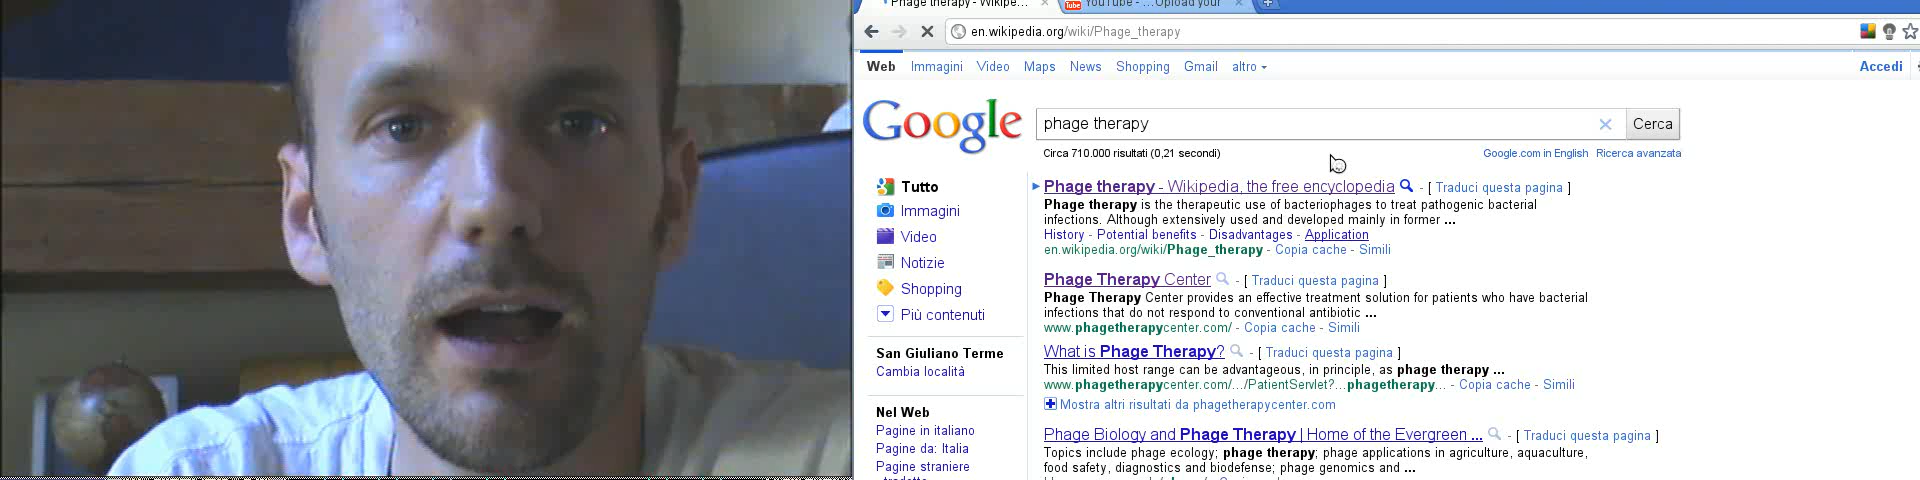 Phage therapy - Wikipe...
YouTube - ...Upload your
en.wikipedia.org/wiki/Phage_therapy
Web Immagini Video Maps News Shopping Gmail altro
Accedi
Google
phage therapy
Cerca
Circa 710.000 risultati (0,21 secondi)
Google.com in English Ricerca avanzata
Tutto
Immagini
Video
Notizie
Shopping
Più contenuti
San Giuliano Terme
Cambia località
Nel Web
Pagine in italiano
Pagine da: Italia
Pagine straniere
Phage therapy - Wikipedia, the free encyclopedia - [ Traduci questa pagina ]
Phage therapy is the therapeutic use of bacteriophages to treat pathogenic bacterial
infections. Although extensively used and developed mainly in former ...
History - Potential benefits - Disadvantages - Application
en.wikipedia.org/wiki/Phage_therapy - Copia cache - Simili
Phage Therapy Center - [ Traduci questa pagina ]
Phage Therapy Center provides an effective treatment solution for patients who have bacterial
infections that do not respond to conventional antibiotic ...
www.phagetherapycenter.com/ - Copia cache - Simili
What is Phage Therapy? - [ Traduci questa pagina ]
This limited host range can be advantageous, in principle, as phage therapy ...
www.phagetherapycenter.com/.../PatientServlet?...phagetherapy... - Copia cache - Simili
Mostra altri risultati da phagetherapycenter.com
Phage Biology and Phage Therapy | Home of the Evergreen ... - [ Traduci questa pagina ]
Topics include phage ecology; phage therapy; phage applications in agriculture, aquaculture,
food safety, diagnostics and biodefense; phage genomics and ...